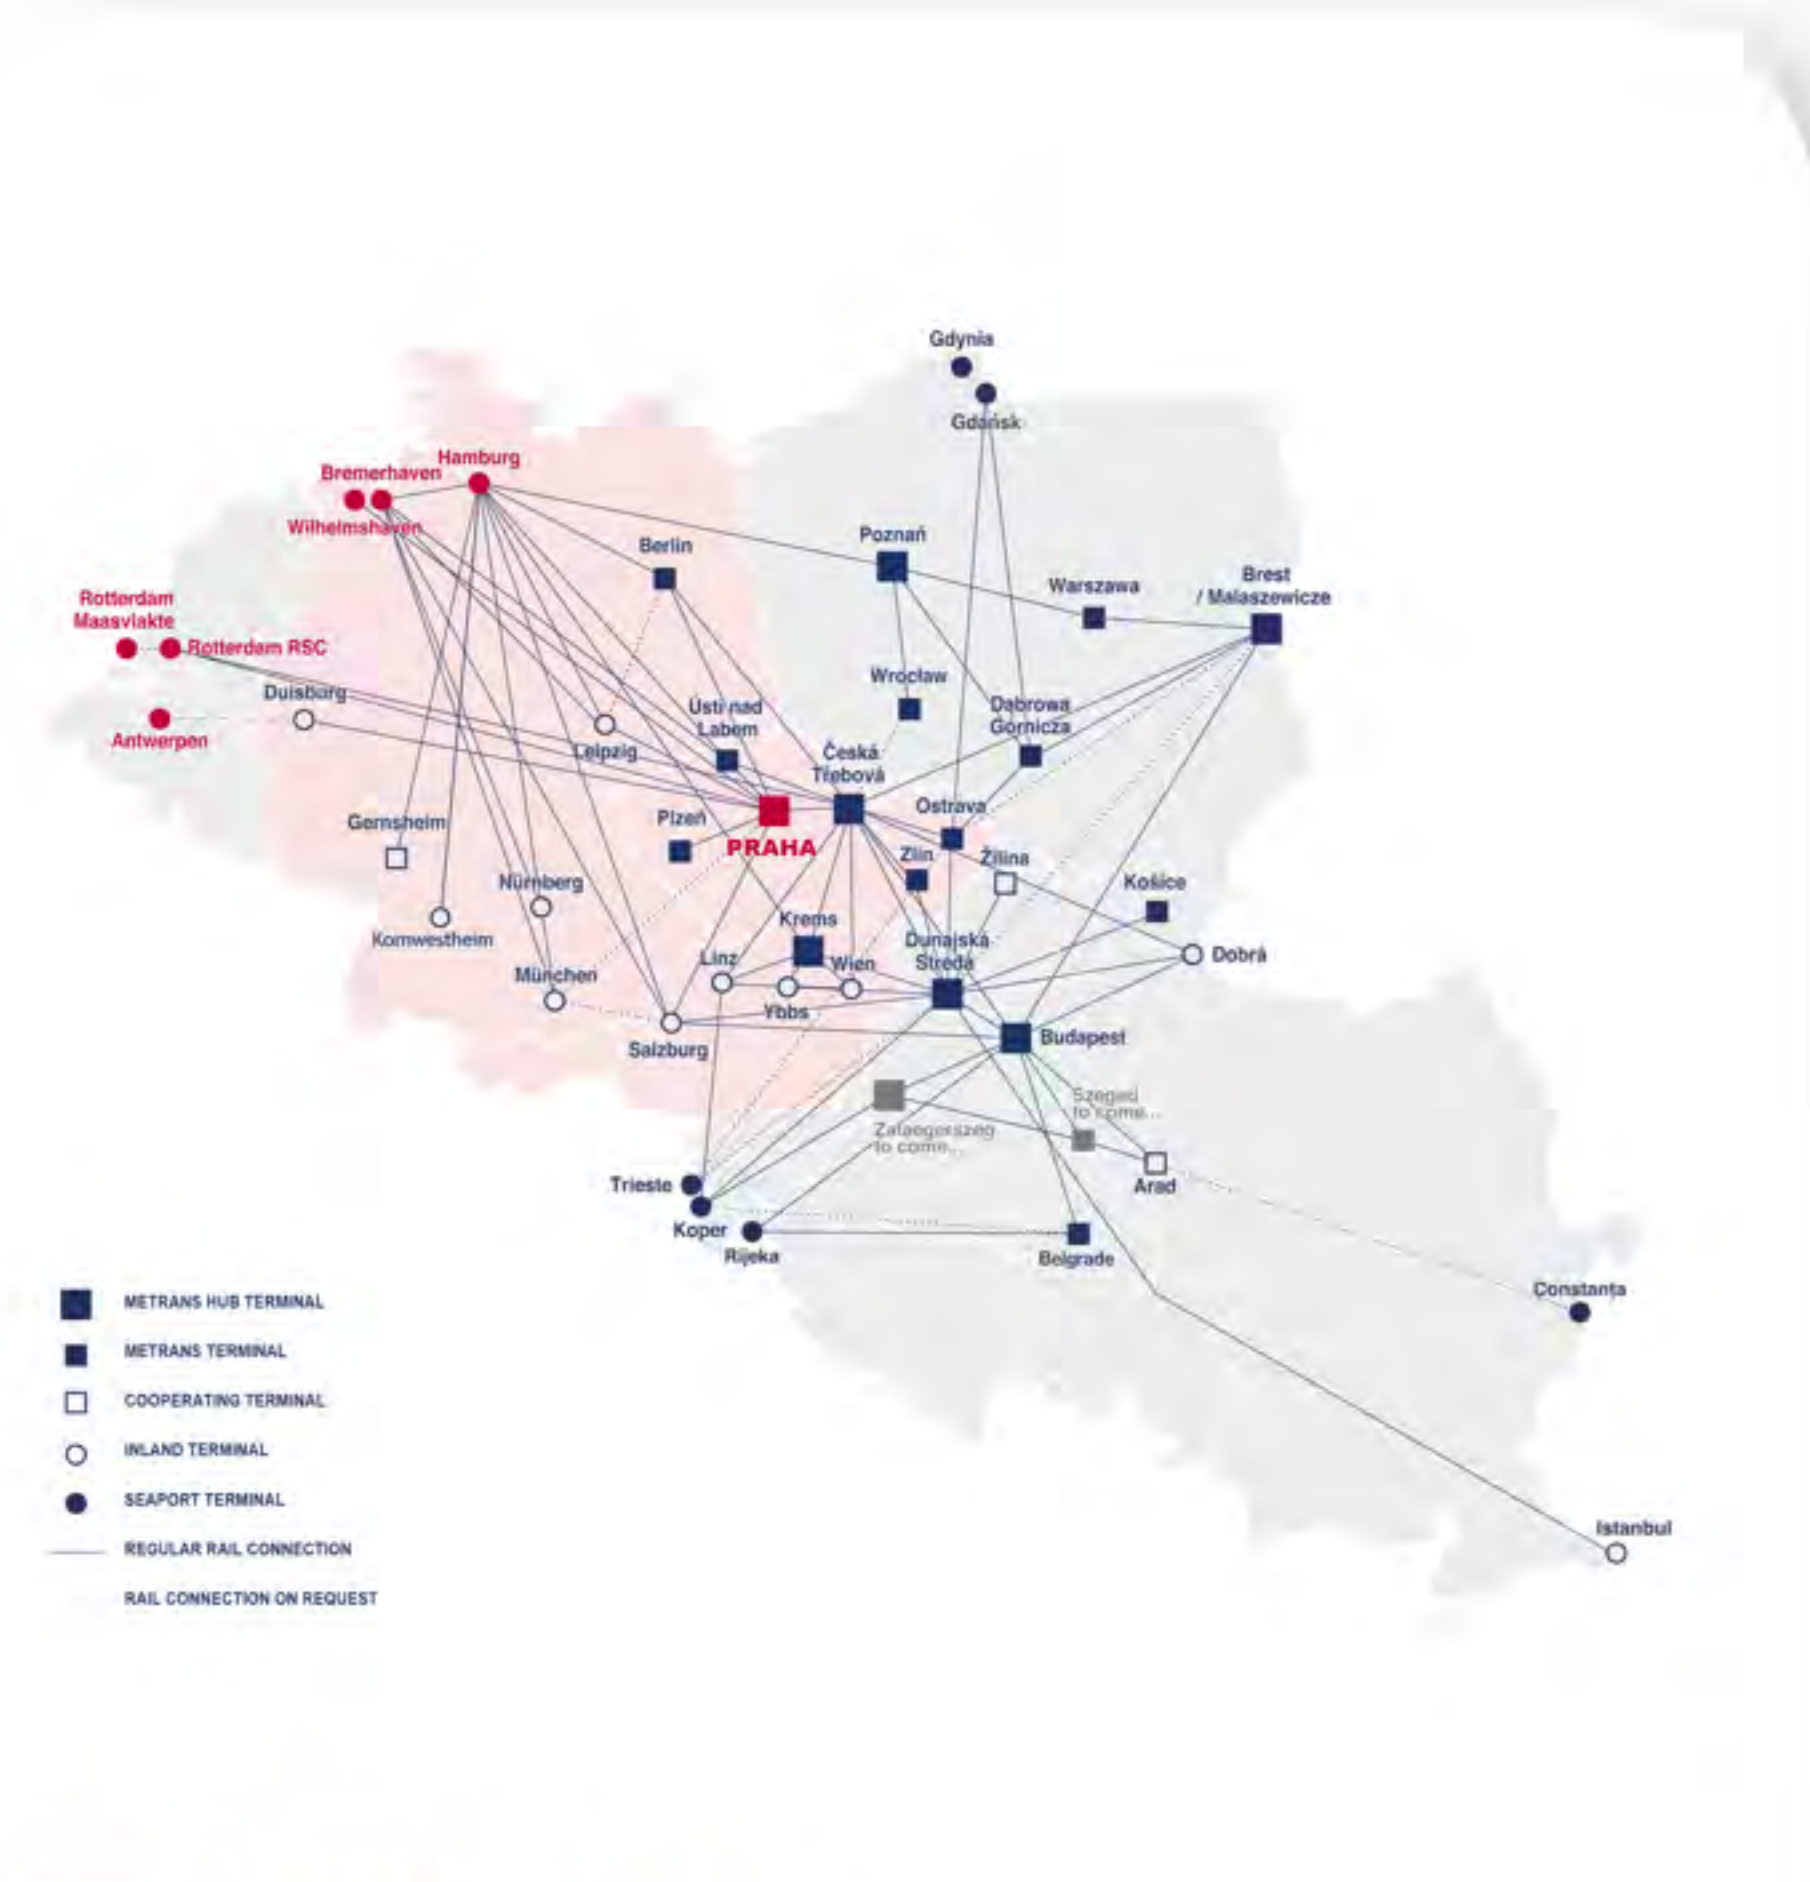 Gdynia
Gdańsk
Hamburg
Bremerhaven
Wilhelmshaven
Berlin
Poznań
Warszawa
Brest
/ Malaszewicze
Rotterdam
Maasvlakte
Rotterdam RSC
Duisburg
Antwerpen
Leipzig
Ústí nad
Labem
Wrocław
Dąbrowa
Górnicza
Česká
Třebová
Ostrava
Plzeň
PRAHA
Gernsheim
Zlín
Žilina
Košice
Nürnberg
Kornwestheim
Krems
Dunajská
Streda
Dobrá
Linz
Wien
München
Ybbs
Salzburg
Budapest
Szeged
to come...
Zalaegerszeg
to come...
Trieste
Arad
Koper
Rijeka
Belgrade
Constanța
Istanbul
METRANS HUB TERMINAL
METRANS TERMINAL
COOPERATING TERMINAL
INLAND TERMINAL
SEAPORT TERMINAL
REGULAR RAIL CONNECTION
RAIL CONNECTION ON REQUEST